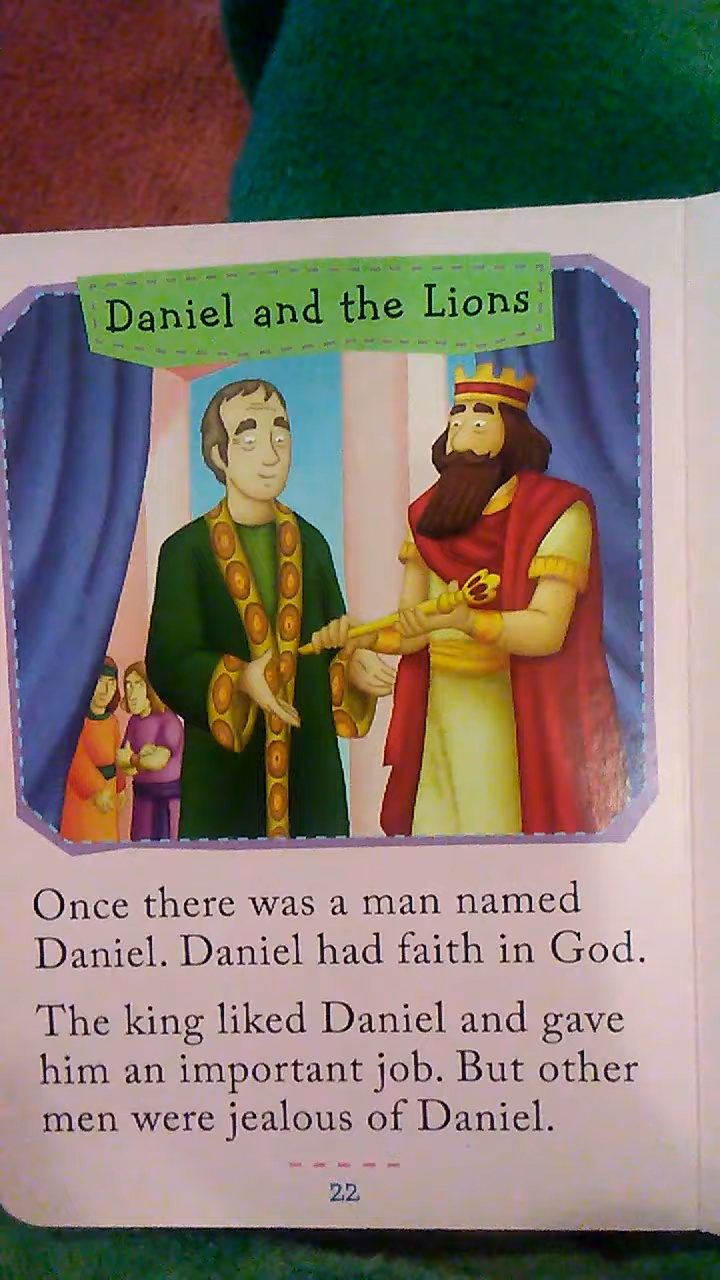 Daniel and the Lions
Once there was a man named
Daniel. Daniel had faith in God.
The king liked Daniel and gave
him an important job. But other
men were jealous of Daniel.
22